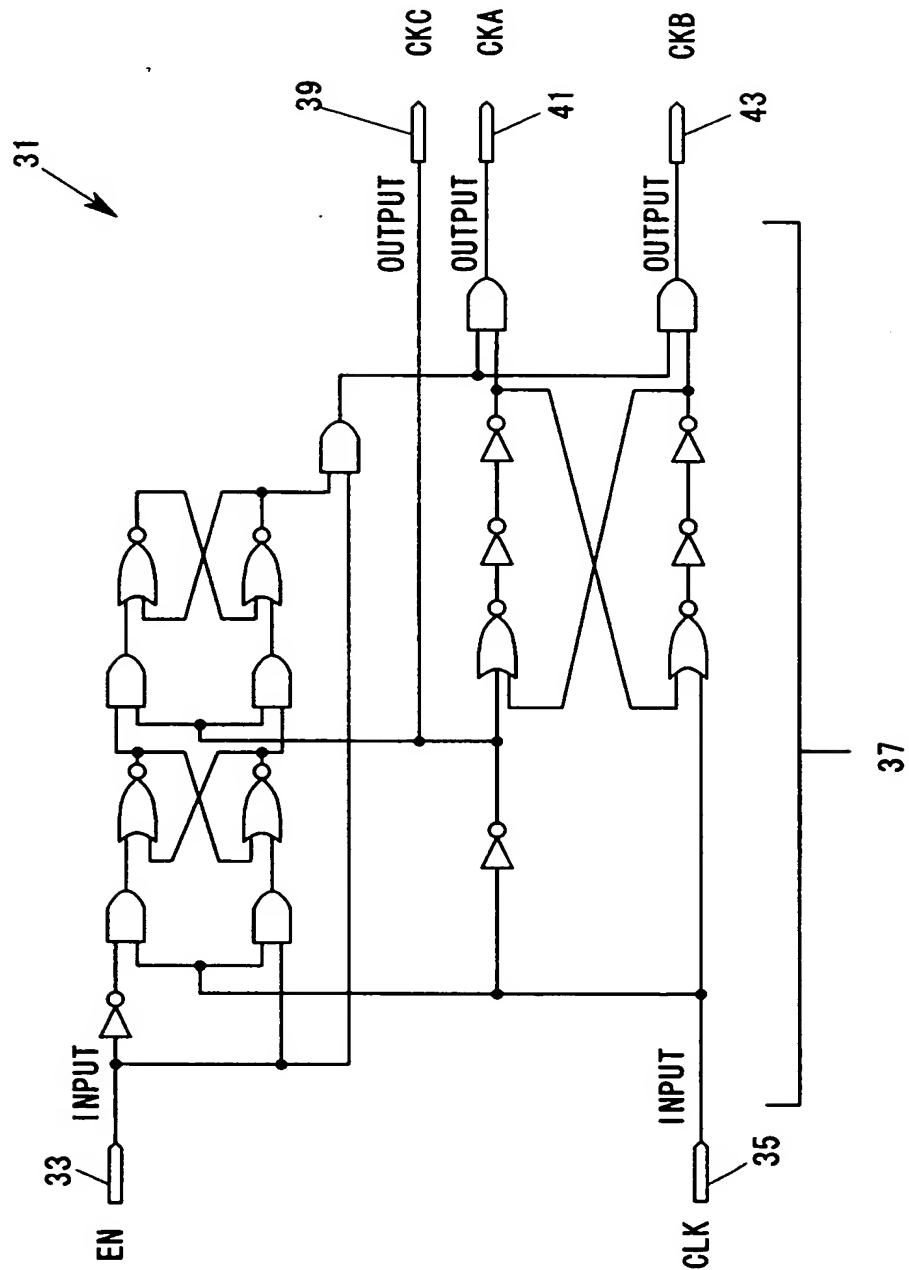 31
EN
33
INPUT
39
OUTPUT
CKC
OUTPUT
CKA
41
OUTPUT
CKB
43
CLK
35
INPUT
37